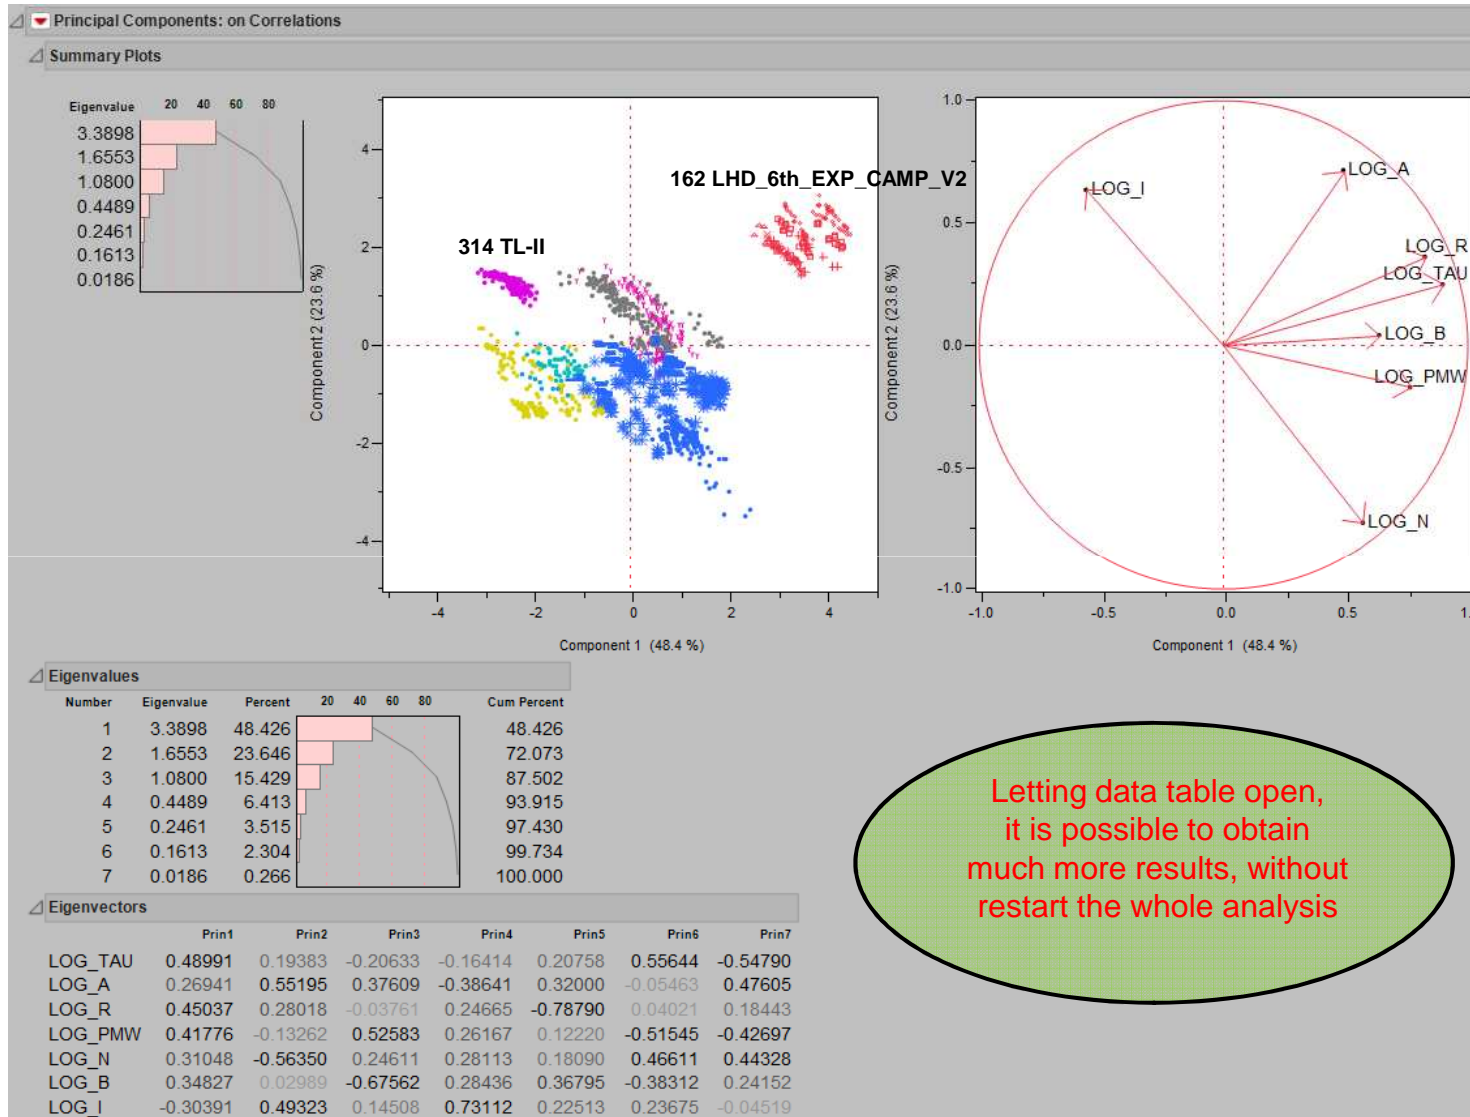 Principal Components: on Correlations
Summary Plots
Eigenvalue 20 40 60 80
3.3898
1.6553
1.0800
0.4489
0.2461
0.1613
0.0186
4
2
0
-2
-4
-4 -2 0 2 4
Component 2 (23.6 %)
Component 1 (48.4 %)
162 LHD_6th_EXP_CAMP_V2
314 TL-II
1.0
0.5
0.0
-0.5
-1.0
-1.0 -0.5 0.0 0.5 1.
Component 2 (23.6 %)
Component 1 (48.4 %)
LOG_I
LOG_A
LOG_R
LOG_TAU
LOG_B
LOG_PMW
LOG_N
Eigenvalues
Number Eigenvalue Percent 20 40 60 80 Cum Percent
1 3.3898 48.426 48.426
2 1.6553 23.646 72.073
3 1.0800 15.429 87.502
4 0.4489 6.413 93.915
5 0.2461 3.515 97.430
6 0.1613 2.304 99.734
7 0.0186 0.266 100.000
Letting data table open,
it is possible to obtain
much more results, without
restart the whole analysis
Eigenvectors
Prin1 Prin2 Prin3 Prin4 Prin5 Prin6 Prin7
LOG_TAU 0.48991 0.19383 -0.20633 -0.16414 0.20758 0.55644 -0.54790
LOG_A 0.26941 0.55195 0.37609 -0.38641 0.32000 -0.05463 0.47605
LOG_R 0.45037 0.28018 -0.03761 0.24665 -0.78790 0.04021 0.18443
LOG_PMW 0.41776 -0.13262 0.52583 0.26167 0.12220 -0.51545 -0.42697
LOG_N 0.31048 -0.56350 0.24611 0.28113 0.18090 0.46611 0.44328
LOG_B 0.34827 0.02989 -0.67562 0.28436 0.36795 -0.38312 0.24152
LOG_I -0.30391 0.49323 0.14508 0.73112 0.22513 0.23675 -0.04519